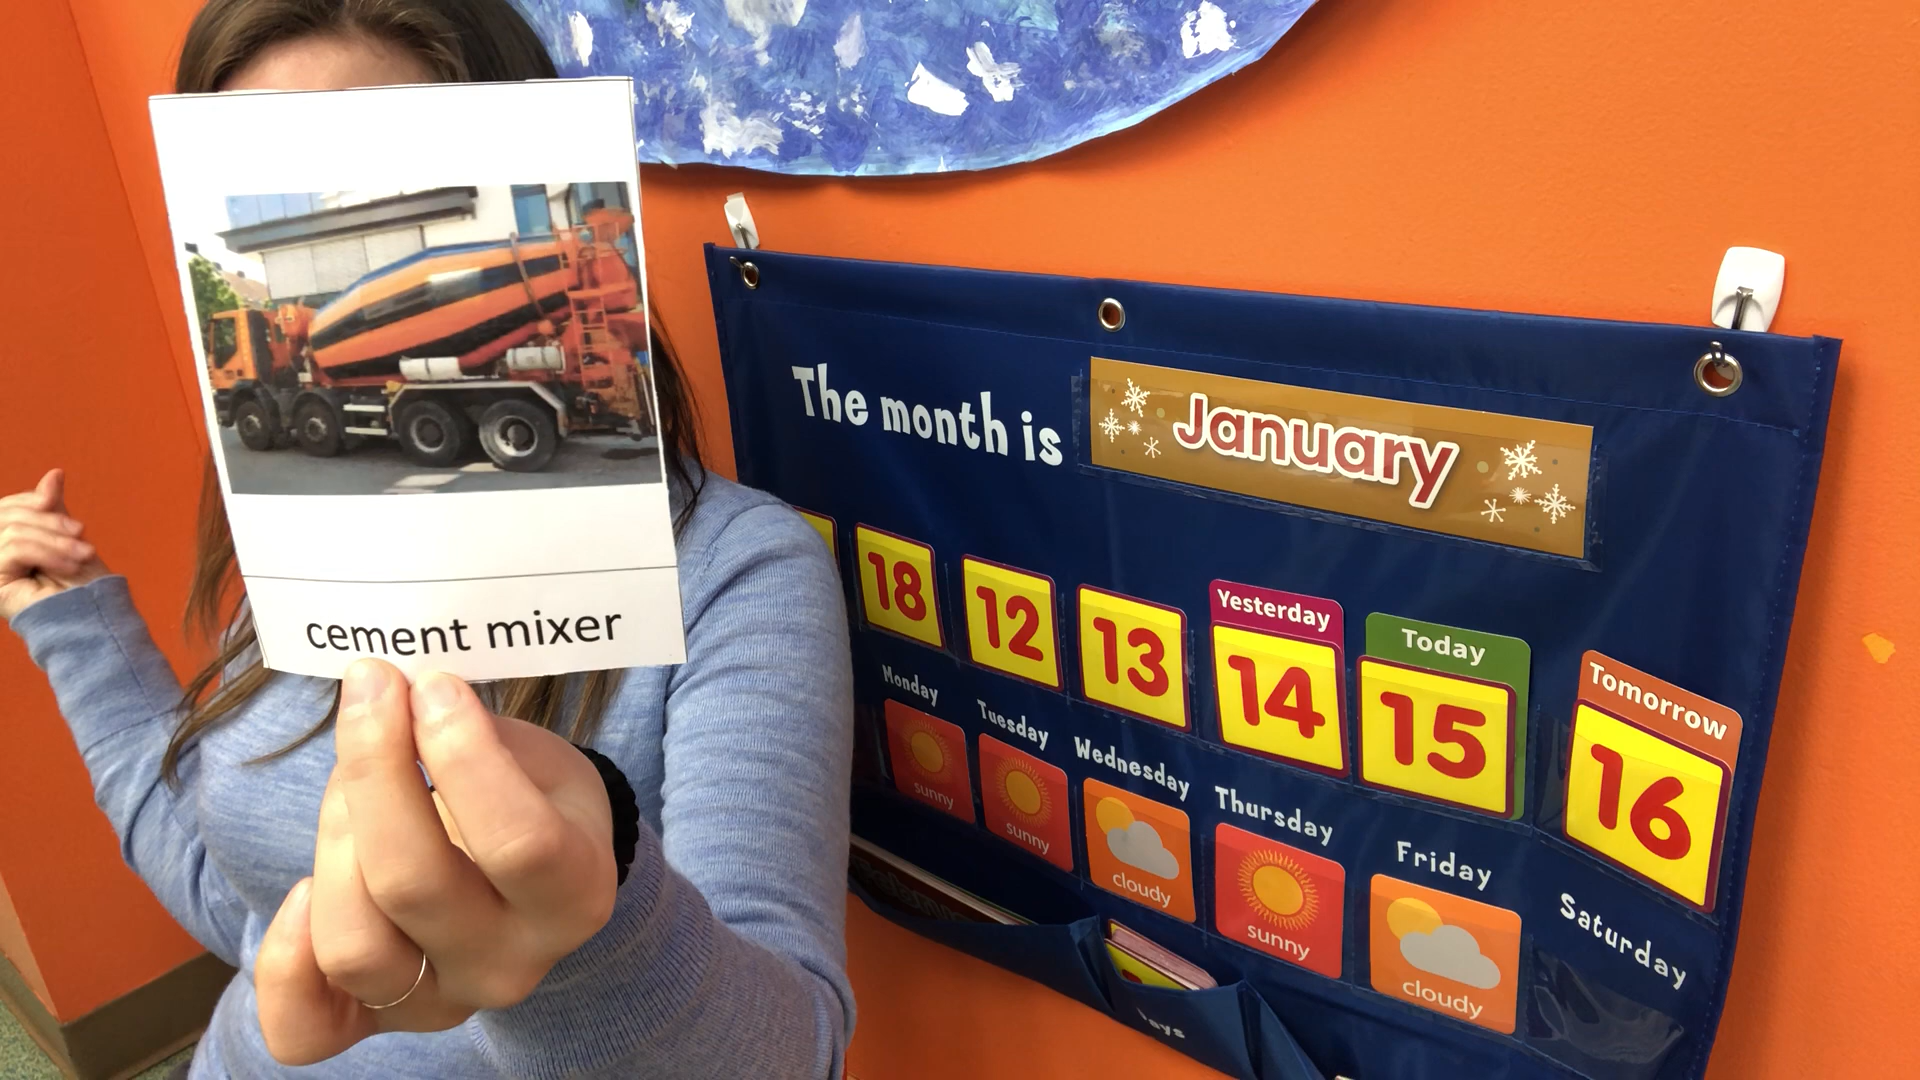 cement mixer
The month is January
Yesterday Today Tomorrow
18 12 13 14 15 16
Monday Tuesday Wednesday Thursday Friday Saturday
sunny sunny cloudy sunny cloudy